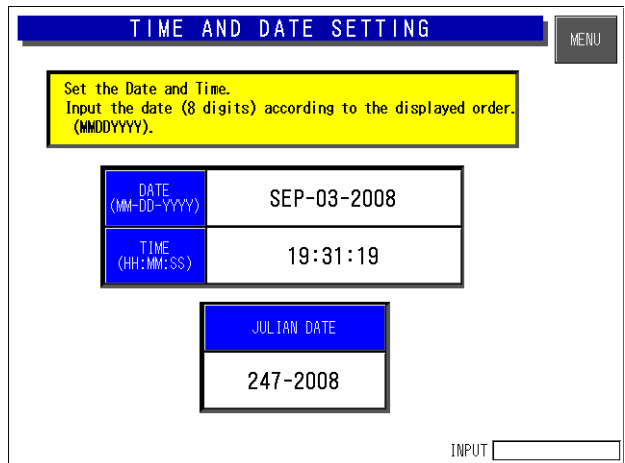 TIME AND DATE SETTING
MENU
Set the Date and Time.
Input the date (8 digits) according to the displayed order.
(MMDDYYYY).
DATE
(MM-DD-YYYY)
SEP-03-2008
TIME
(HH:MM:SS)
19:31:19
JULIAN DATE
247-2008
INPUT